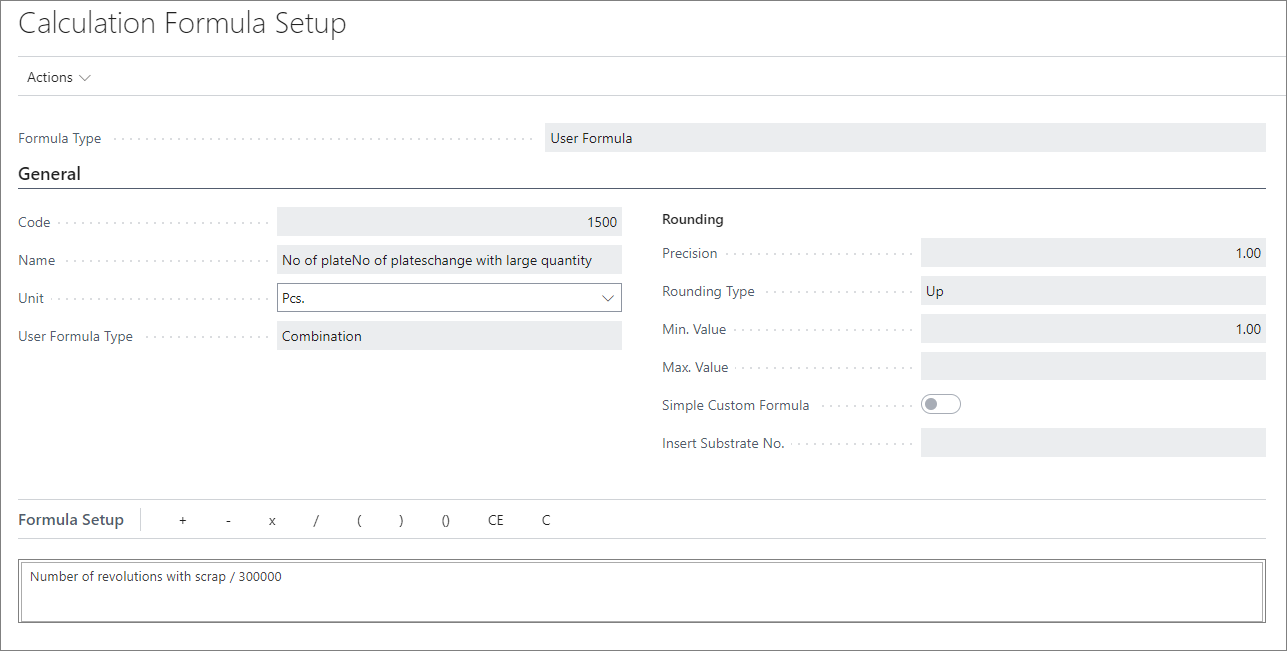 Calculation Formula Setup
Actions
Formula Type User Formula
General
Code 1500
Name No of plateNo of plateschange with large quantity
Unit Pcs.
User Formula Type Combination
Rounding
Precision 1.00
Rounding Type Up
Min. Value 1.00
Max. Value
Simple Custom Formula
Insert Substrate No.
Formula Setup + - x / ( ) () CE C
Number of revolutions with scrap / 300000